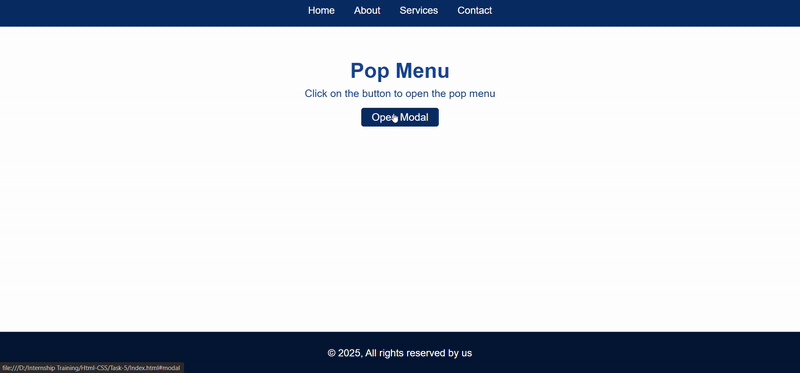 Home About Services Contact
Pop Menu
Click on the button to open the pop menu
Open Modal
© 2025, All rights reserved by us
file:///D:/Internship Training/Html-CSS/Task-5/index.html#modal